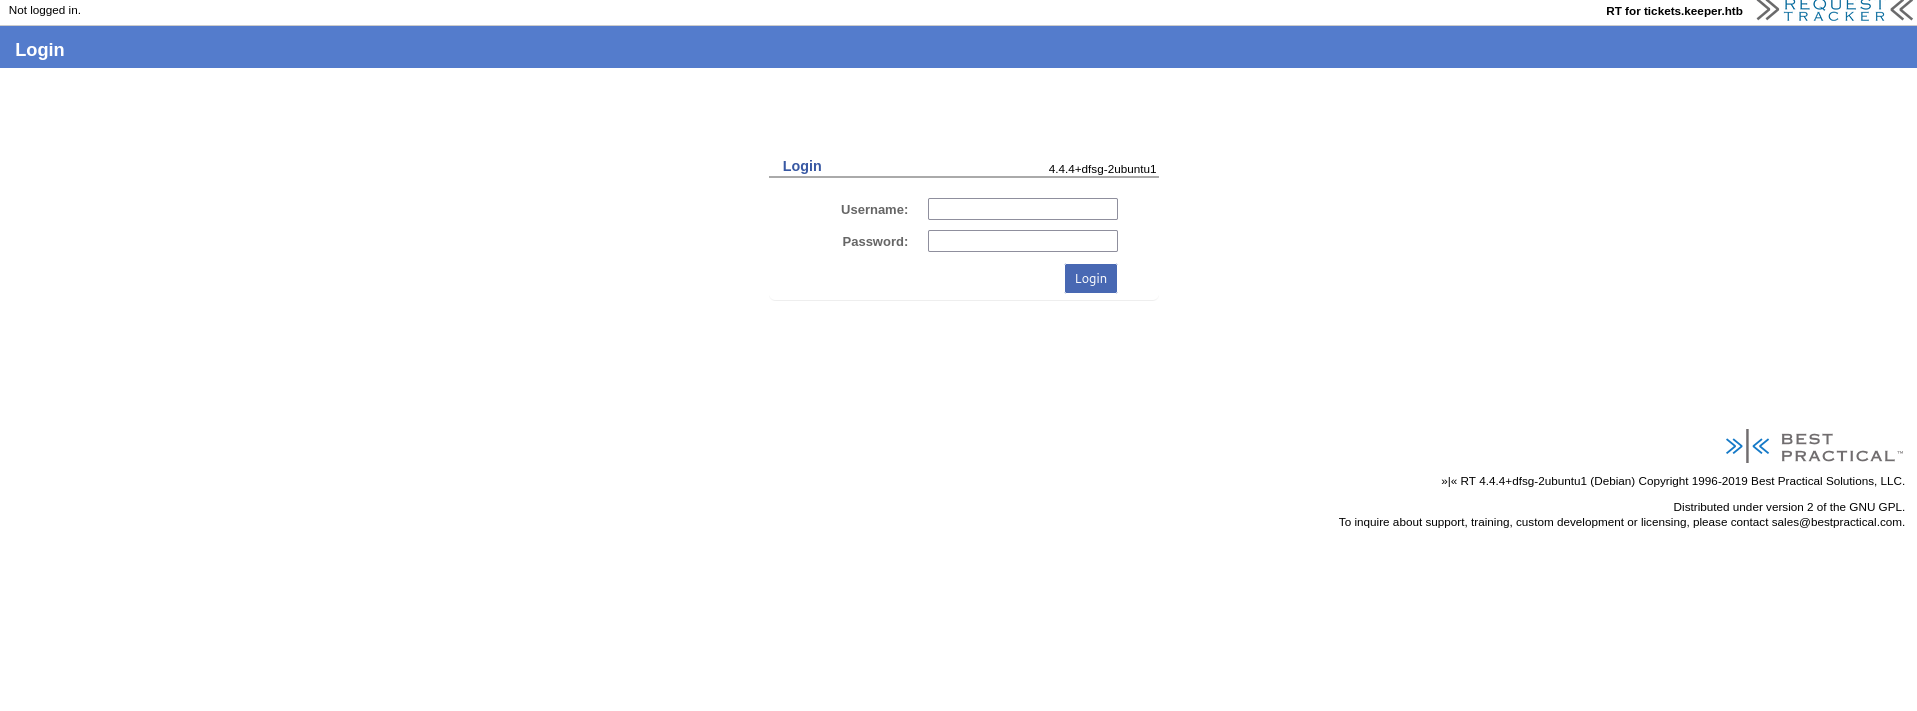 Not logged in.
RT for tickets.keeper.htb
REQUEST
TRACKER
Login
Login
4.4.4+dfsg-2ubuntu1
Username:
Password:
Login
BEST
PRACTICAL™
»|« RT 4.4.4+dfsg-2ubuntu1 (Debian) Copyright 1996-2019 Best Practical Solutions, LLC.
Distributed under version 2 of the GNU GPL.
To inquire about support, training, custom development or licensing, please contact sales@bestpractical.com.